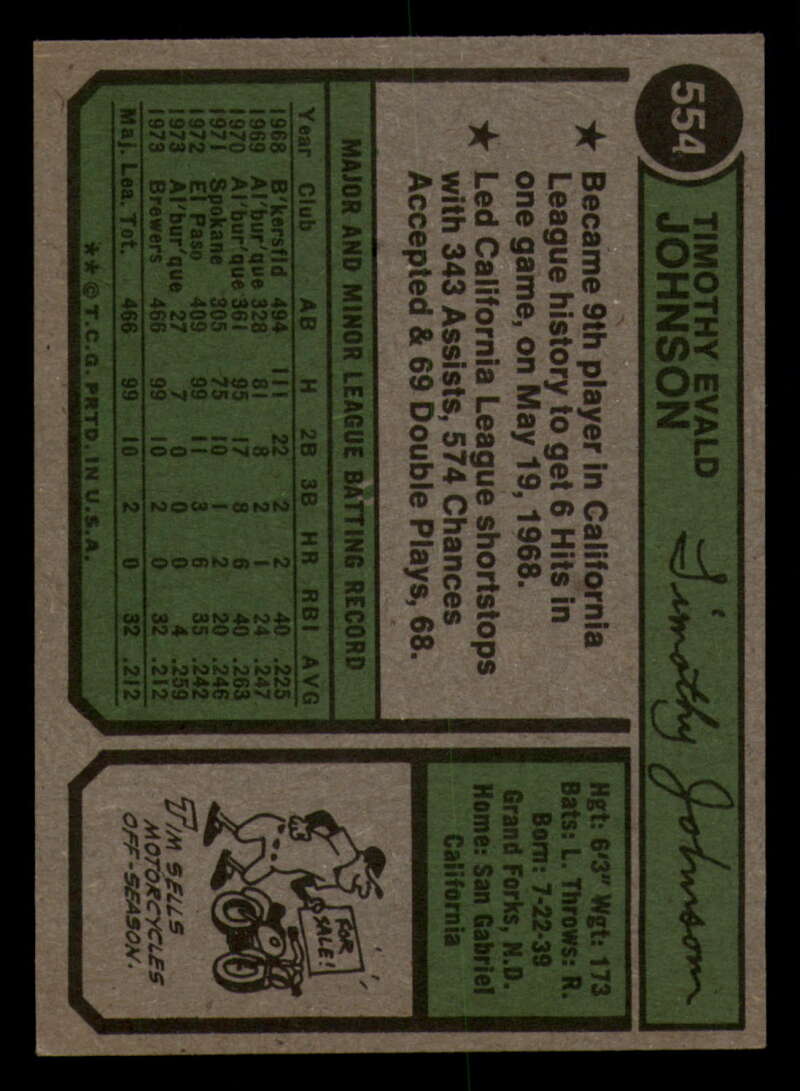 554
TIMOTHY EVALD
JOHNSON
Timothy Johnson
★ Became 9th player in California
League history to get 6 Hits in
one game, on May 19, 1968.
★ Led California League shortstops
with 343 Assists, 574 Chances
Accepted & 69 Double Plays, 68.
Hgt: 6'3" Wgt: 173
Bats: L. Throws: R.
Born: 7-22-39
Grand Forks, N.D.
Home: San Gabriel
California
MAJOR AND MINOR LEAGUE BATTING RECORD
Year Club AB H 2B 3B HR RBI AVG
1968 B'kersfld 494 111 22 2 2 40 .225
1969 Al'bur'que 328 81 8 2 1 24 .247
1970 Al'bur'que 361 95 17 8 6 40 .263
1971 Spokane 305 75 10 1 2 20 .246
1972 El Paso 409 99 11 3 6 35 .242
1973 Al'bur'que 27 7 0 0 0 4 .259
1973 Brewers 466 99 10 2 0 32 .212
Maj. Lea. Tot. 466 99 10 2 0 32 .212
**©T.C.G. PRTD. IN U.S.A.
FOR
SALE!
TIM SELLS
MOTORCYCLES
OFF-SEASON.